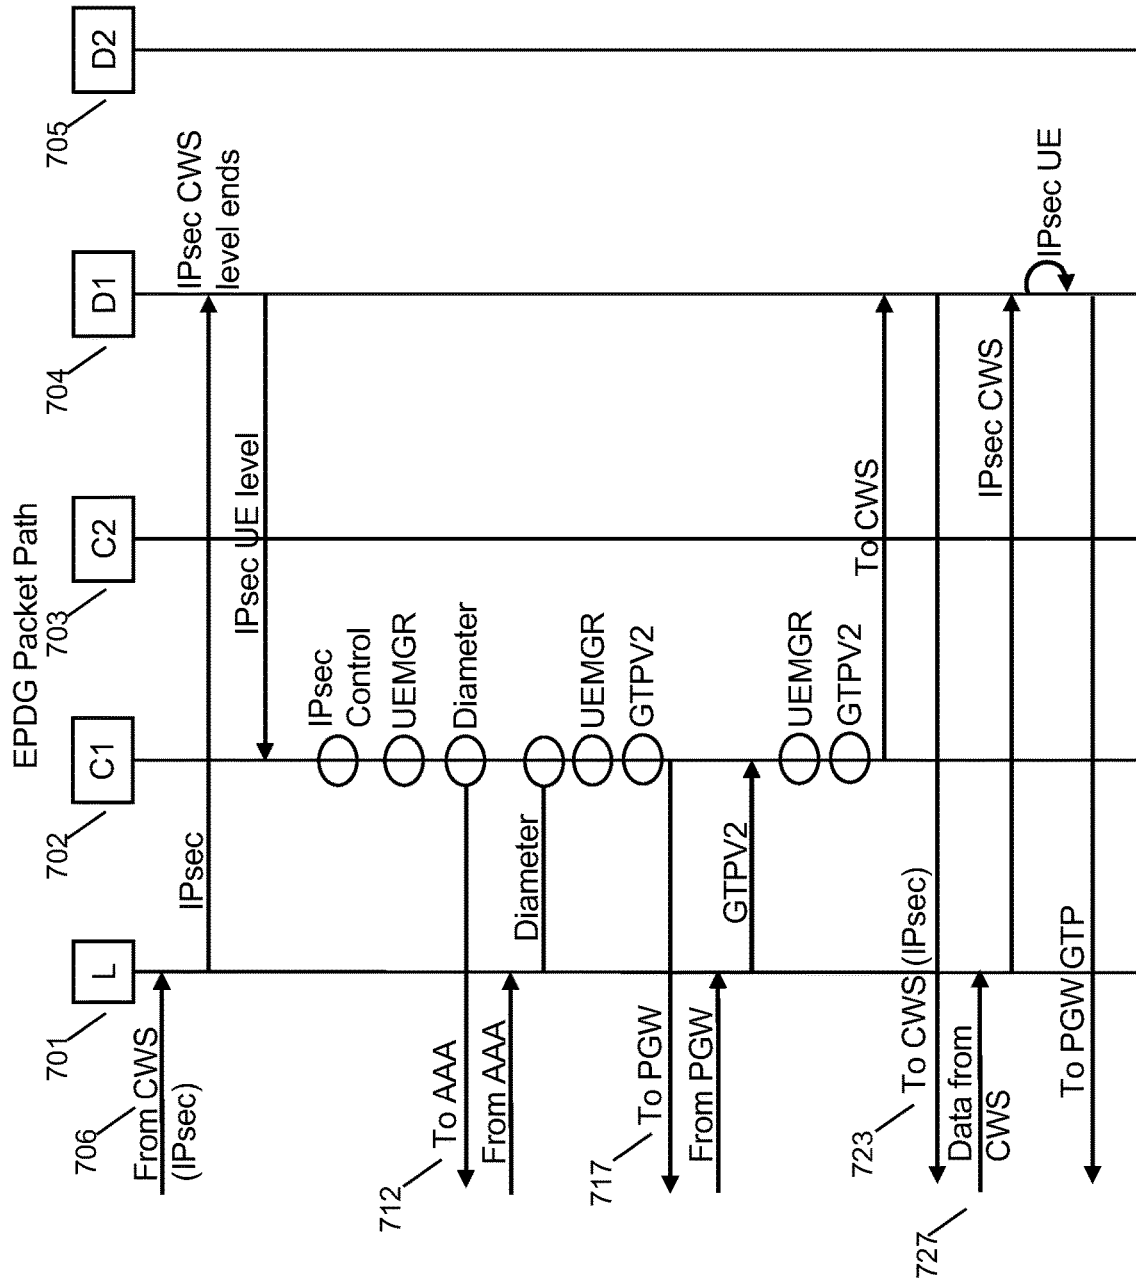 EPDG Packet Path
701
702
703
704
705
L
C1
C2
D1
D2
706
From CWS
(IPsec)
IPsec
IPsec CWS
level ends
IPsec UE level
IPsec
Control
UEMGR
Diameter
712
To AAA
From AAA
Diameter
UEMGR
GTPV2
717
To PGW
From PGW
GTPV2
UEMGR
GTPV2
To CWS
723
To CWS (IPsec)
727
Data from
CWS
IPsec CWS
IPsec UE
To PGW GTP